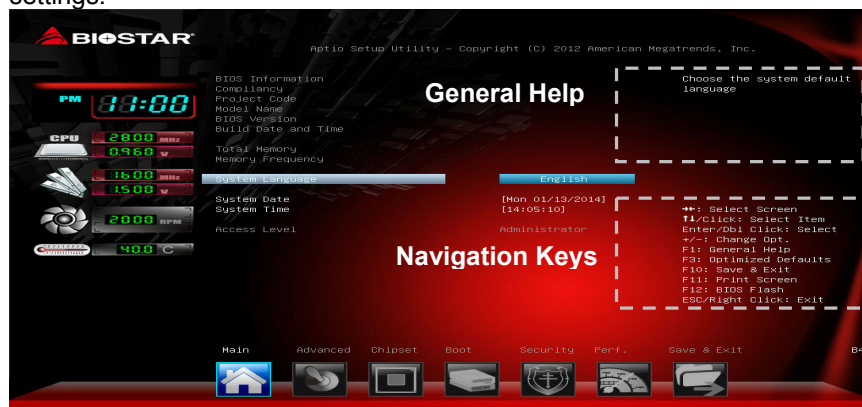 settings.
BIOSTAR
Aptio Setup Utility - Copyright (C) 2012 American Megatrends, Inc.
BIOS Information
Compliancy
Project Code
Model Name
BIOS Version
Build Date and Time
Total Memory
Memory Frequency
General Help
Choose the system default
language
PM 11:00
CPU 2800 MHz
0.960 V
1600 MHz
1.500 V
2000 RPM
40.0 C
System Language English
System Date [Mon 01/13/2014]
System Time [14:05:10]
Access Level Administrator
Navigation Keys
→←: Select Screen
↑↓/Click: Select Item
Enter/Dbl Click: Select
+/-: Change Opt.
F1: General Help
F3: Optimized Defaults
F10: Save & Exit
F11: Print Screen
F12: BIOS Flash
ESC/Right Click: Exit
Main Advanced Chipset Boot Security Perf. Save & Exit